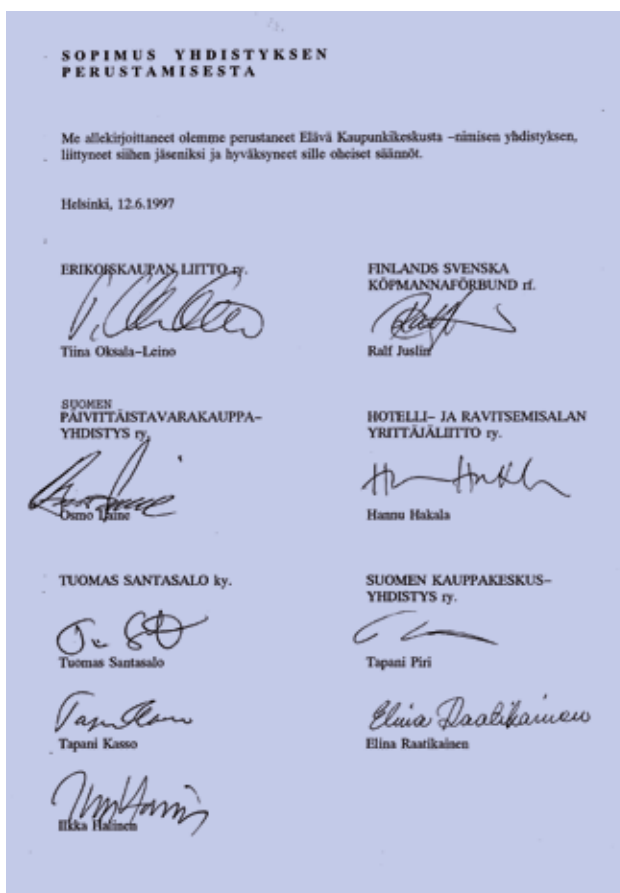 SOPIMUS YHDISTYKSEN
PERUSTAMISESTA
Me allekirjoittaneet olemme perustaneet Elävä Kaupunkikeskusta –nimisen yhdistyksen,
liittyneet siihen jäseniksi ja hyväksyneet sille oheiset säännöt.
Helsinki, 12.6.1997
ERIKOISKAUPAN LIITTO ry.
Tiina Oksala–Leino
FINLANDS SVENSKA
KÖPMANNAFÖRBUND rf.
Ralf Juslin
SUOMEN
PÄIVITTÄISTAVARAKAUPPA–
YHDISTYS ry.
Osmo Laine
HOTELLI– JA RAVITSEMISALAN
YRITTÄJÄLIITTO ry.
Hannu Hakala
TUOMAS SANTASALO ky.
Tuomas Santasalo
SUOMEN KAUPPAKESKUS–
YHDISTYS ry.
Tapani Piri
Tapani Kasso
Elina Raatikainen
Elina Raatikainen
Ilkka Halinen